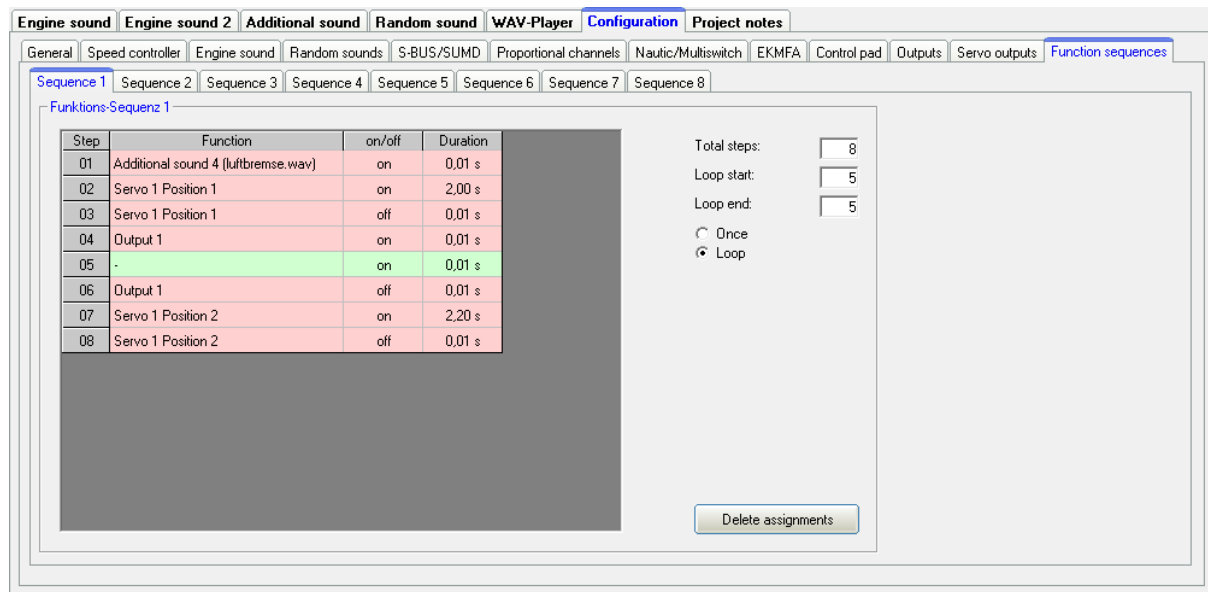 Engine sound Engine sound 2 Additional sound Random sound WAV-Player Configuration Project notes
General Speed controller Engine sound Random sounds S-BUS/SUMD Proportional channels Nautic/Multiswitch EKMFA Control pad Outputs Servo outputs Function sequences
Sequence 1 Sequence 2 Sequence 3 Sequence 4 Sequence 5 Sequence 6 Sequence 7 Sequence 8
Funktions-Sequenz 1
Step Function on/off Duration
01 Additional sound 4 (luftbremse.wav) on 0,01 s
02 Servo 1 Position 1 on 2,00 s
03 Servo 1 Position 1 off 0,01 s
04 Output 1 on 0,01 s
05 - on 0,01 s
06 Output 1 off 0,01 s
07 Servo 1 Position 2 on 2,20 s
08 Servo 1 Position 2 off 0,01 s
Total steps: 8
Loop start: 5
Loop end: 5
Once
Loop
Delete assignments